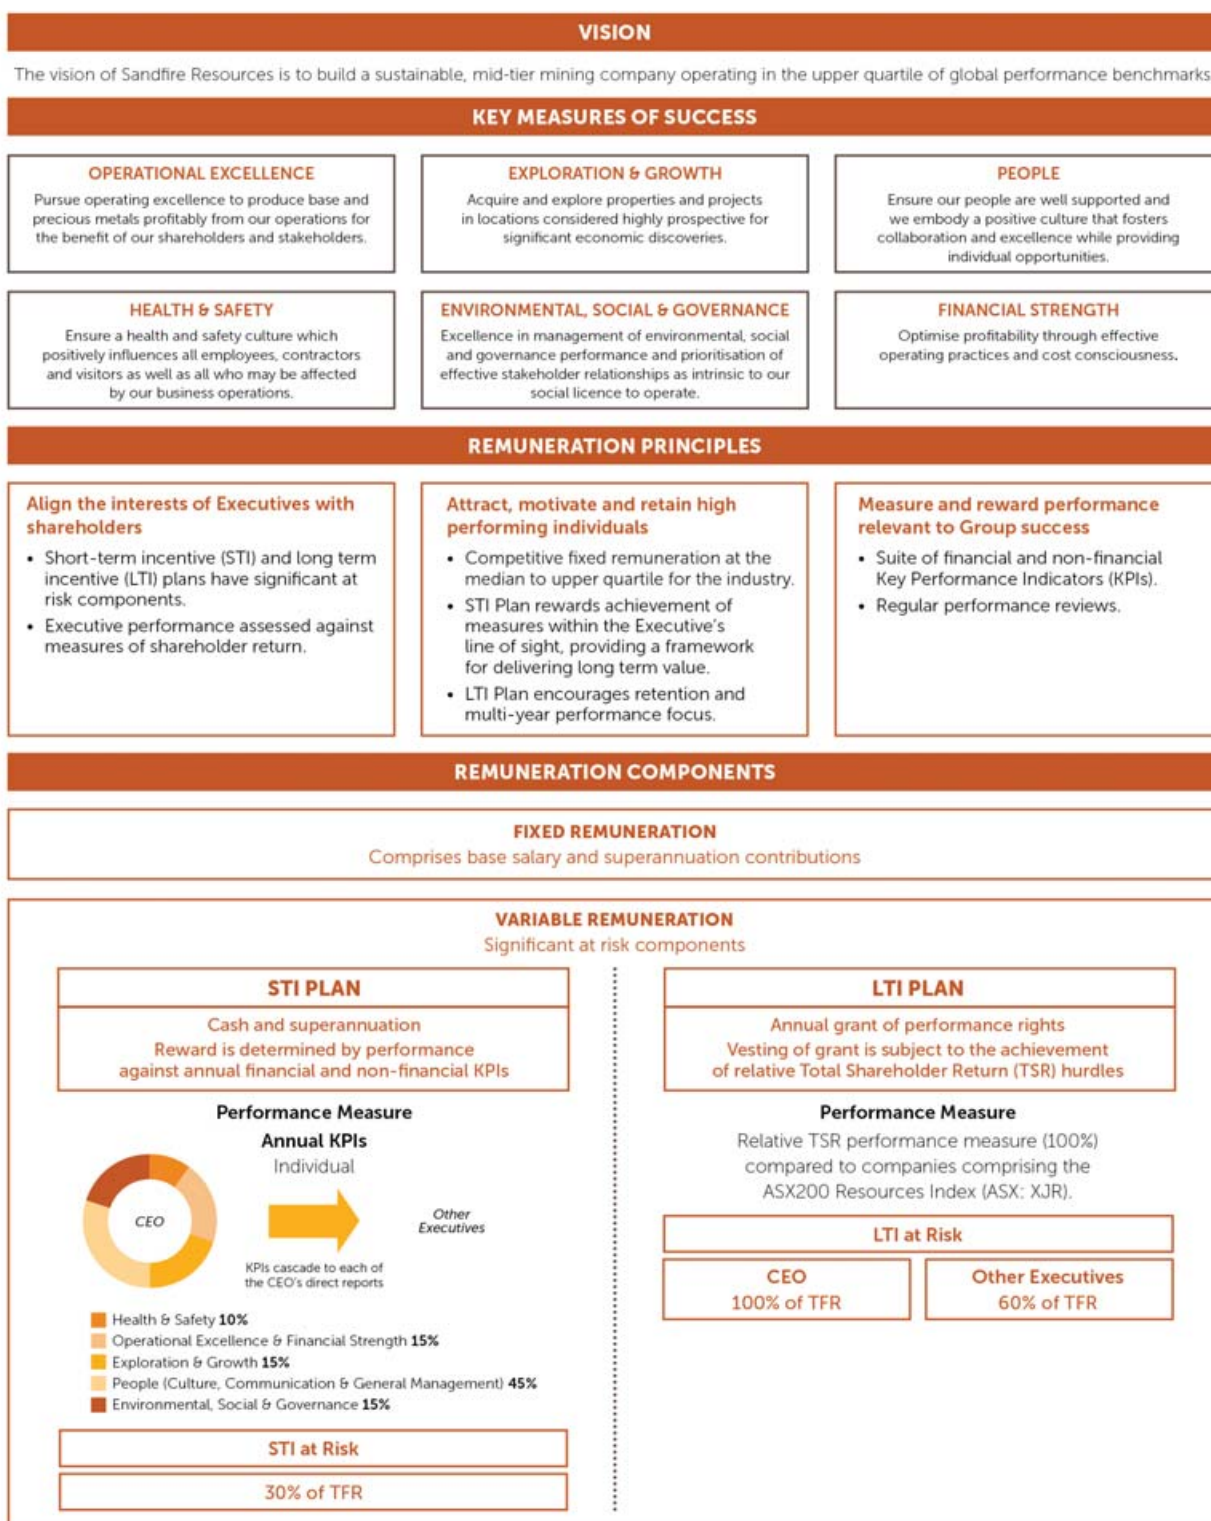 VISION
The vision of Sandfire Resources is to build a sustainable, mid-tier mining company operating in the upper quartile of global performance benchmarks
KEY MEASURES OF SUCCESS
OPERATIONAL EXCELLENCE
Pursue operating excellence to produce base and
precious metals profitably from our operations for
the benefit of our shareholders and stakeholders.
EXPLORATION & GROWTH
Acquire and explore properties and projects
in locations considered highly prospective for
significant economic discoveries.
PEOPLE
Ensure our people are well supported and
we embody a positive culture that fosters
collaboration and excellence while providing
individual opportunities.
HEALTH & SAFETY
Ensure a health and safety culture which
positively influences all employees, contractors
and visitors as well as all who may be affected
by our business operations.
ENVIRONMENTAL, SOCIAL & GOVERNANCE
Excellence in management of environmental, social
and governance performance and prioritisation of
effective stakeholder relationships as intrinsic to our
social licence to operate.
FINANCIAL STRENGTH
Optimise profitability through effective
operating practices and cost consciousness.
REMUNERATION PRINCIPLES
Align the interests of Executives with
shareholders
• Short-term incentive (STI) and long term
incentive (LTI) plans have significant at
risk components.
• Executive performance assessed against
measures of shareholder return.
Attract, motivate and retain high
performing individuals
• Competitive fixed remuneration at the
median to upper quartile for the industry.
• STI Plan rewards achievement of
measures within the Executive's
line of sight, providing a framework
for delivering long term value.
• LTI Plan encourages retention and
multi-year performance focus.
Measure and reward performance
relevant to Group success
• Suite of financial and non-financial
Key Performance Indicators (KPIs).
• Regular performance reviews.
REMUNERATION COMPONENTS
FIXED REMUNERATION
Comprises base salary and superannuation contributions
VARIABLE REMUNERATION
Significant at risk components
STI PLAN
Cash and superannuation
Reward is determined by performance
against annual financial and non-financial KPIs
Performance Measure
Annual KPIs
Individual
CEO
Other
Executives
KPIs cascade to each of
the CEO's direct reports
Health & Safety 10%
Operational Excellence & Financial Strength 15%
Exploration & Growth 15%
People (Culture, Communication & General Management) 45%
Environmental, Social & Governance 15%
STI at Risk
30% of TFR
LTI PLAN
Annual grant of performance rights
Vesting of grant is subject to the achievement
of relative Total Shareholder Return (TSR) hurdles
Performance Measure
Relative TSR performance measure (100%)
compared to companies comprising the
ASX200 Resources Index (ASX: XJR).
LTI at Risk
CEO
100% of TFR
Other Executives
60% of TFR